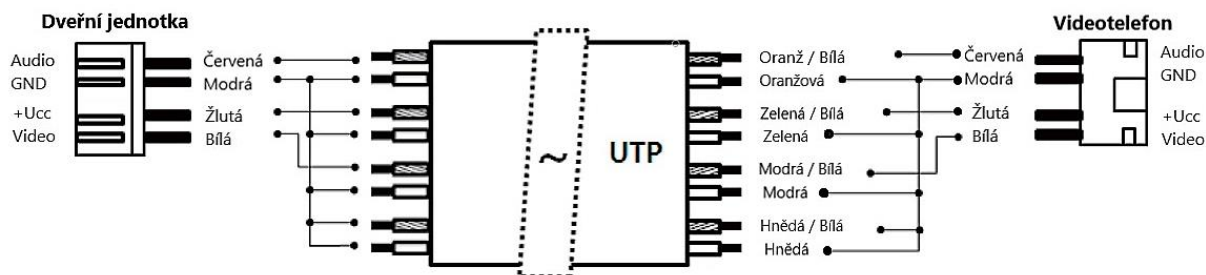 Dveřní jednotka
Audio
GND
+Ucc
Video
Červená
Modrá
Žlutá
Bílá
~
UTP
Oranž / Bílá
Oranžová
Zelená / Bílá
Zelená
Modrá / Bílá
Modrá
Hnědá / Bílá
Hnědá
Videotelefon
Červená
Modrá
Žlutá
Bílá
Audio
GND
+Ucc
Video